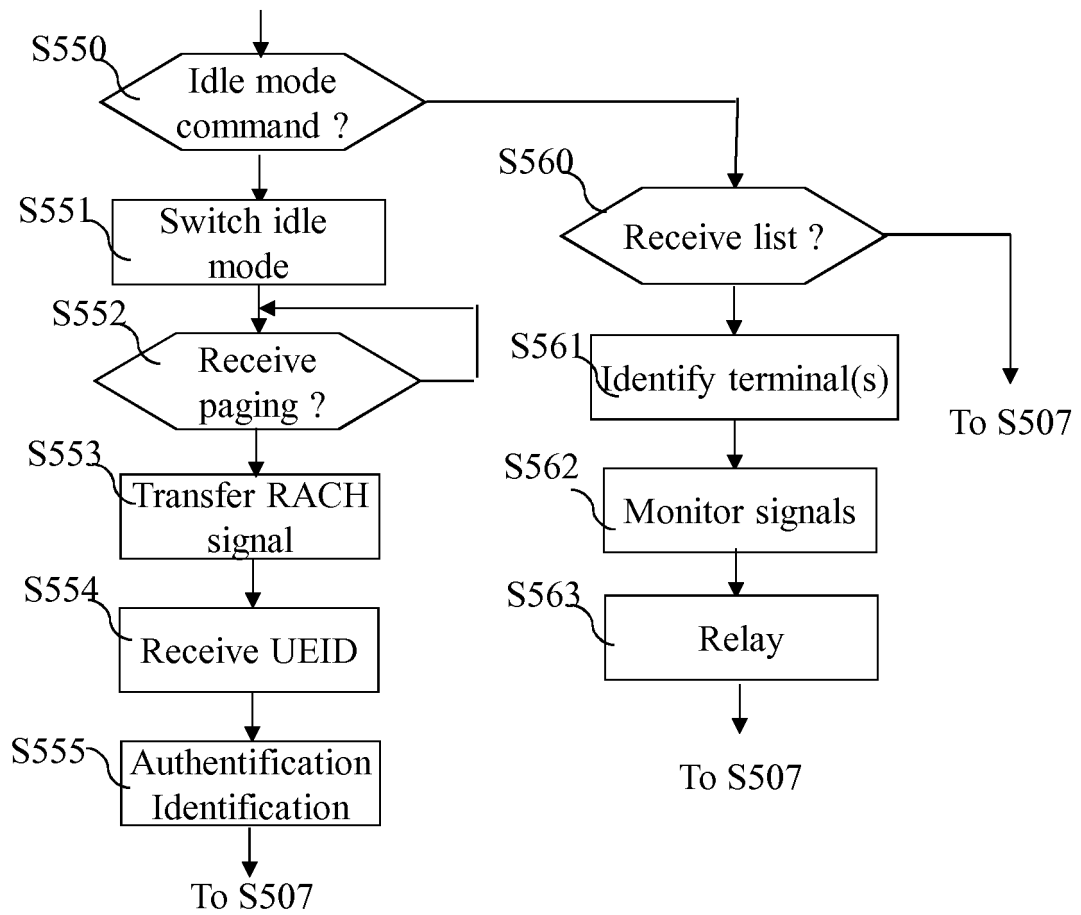 S550
Idle mode
command ?
S551
Switch idle
mode
S552
Receive
paging ?
S553
Transfer RACH
signal
S554
Receive UEID
S555
Authentification
Identification
To S507
S560
Receive list ?
S561
Identify terminal(s)
To S507
S562
Monitor signals
S563
Relay
To S507